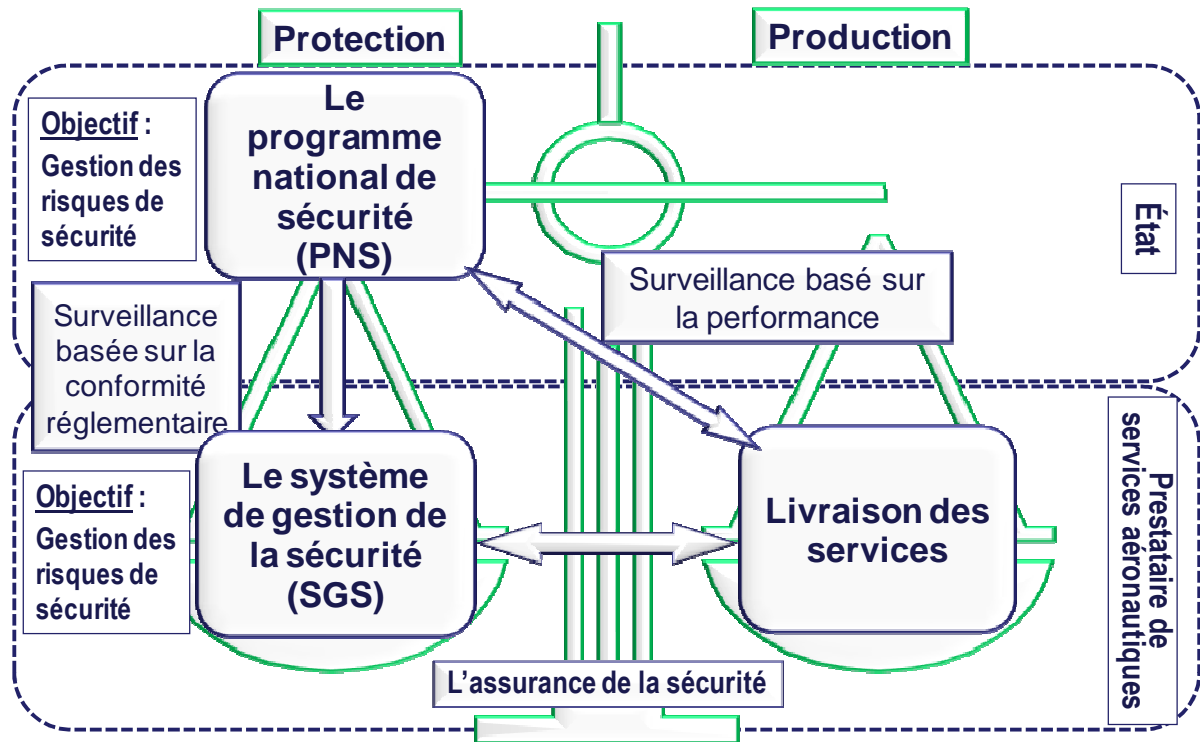 Protection
Production
Le
programme
national de
sécurité
(PNS)
Objectif :
Gestion des
risques de
sécurité
État
Surveillance basé sur
la performance
Surveillance
basée sur la
conformité
réglementaire
Le système
de gestion de
la sécurité
(SGS)
Objectif :
Gestion des
risques de
sécurité
Livraison des
services
Prestataire de
services aéronautiques
L’assurance de la sécurité